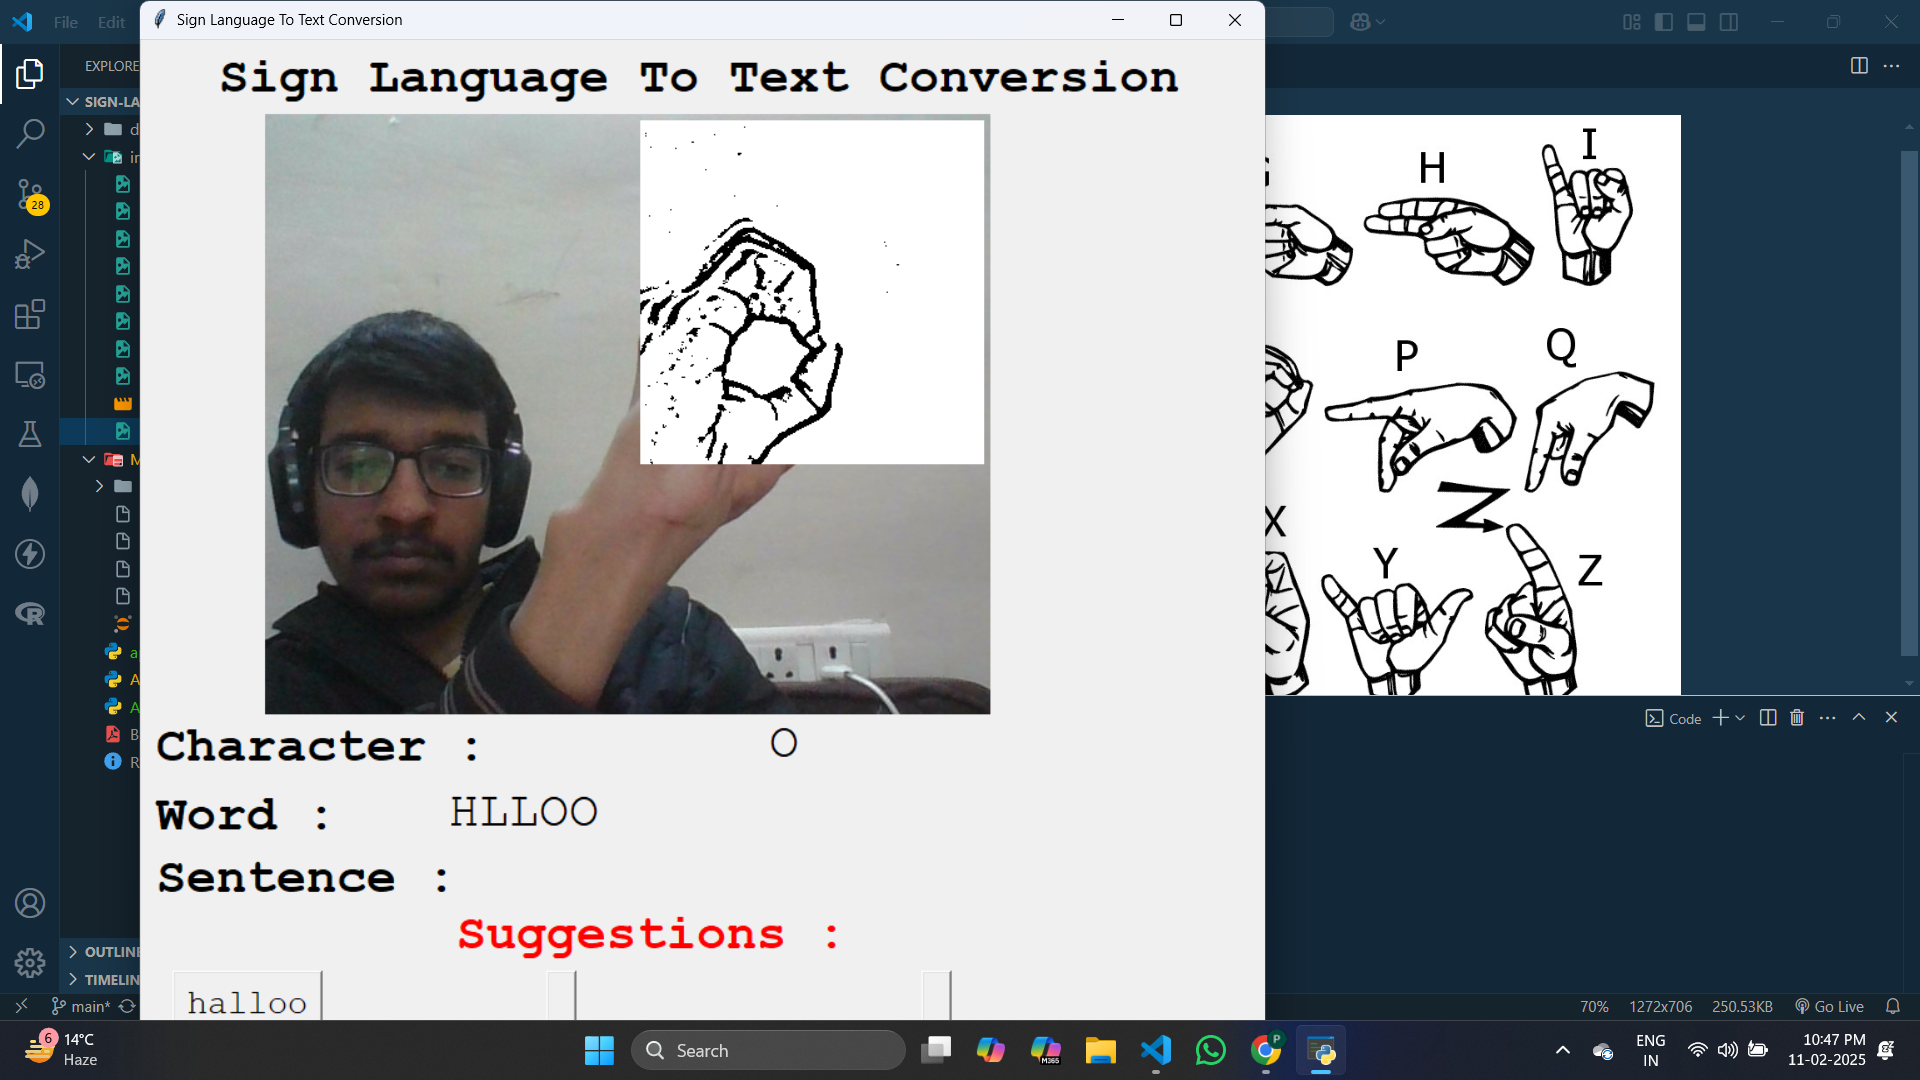 File Edit
Sign Language To Text Conversion
EXPLORE
SIGN-LA
28
Sign Language To Text Conversion
H
I
P
Q
X
Y
Z
Z
Character : O
Word : HLLOO
Sentence :
Suggestions :
halloo
OUTLINE
TIMELIN
Code
main*
70% 1272x706 250.53KB Go Live
6
14°C
Haze
Search
M365
P
ENG
IN
10:47 PM
11-02-2025